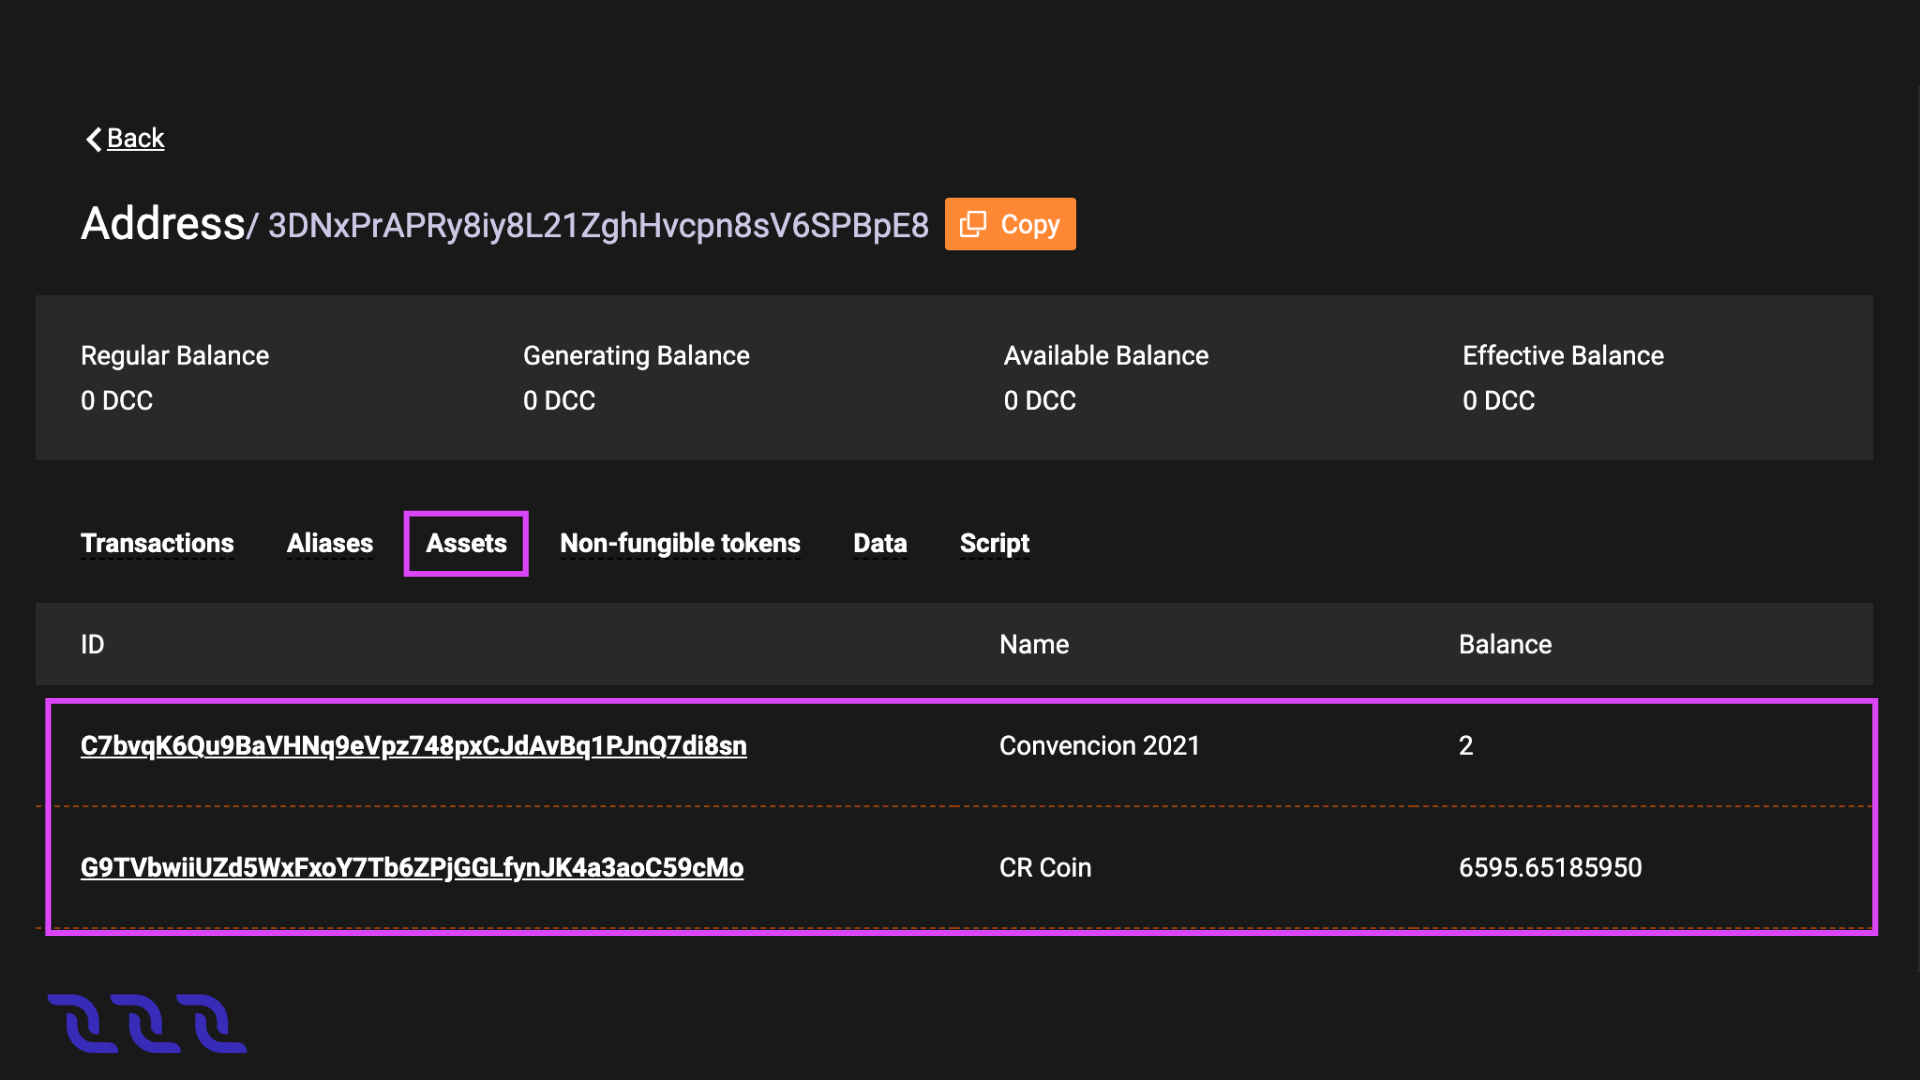 Back
Address/ 3DNxPrAPRy8iy8L21ZghHvcpn8sV6SPBpE8 Copy
Regular Balance Generating Balance Available Balance Effective Balance
0 DCC 0 DCC 0 DCC 0 DCC
Transactions Aliases Assets Non-fungible tokens Data Script
ID Name Balance
C7bvqK6Qu9BaVHNq9eVpz748pxCJdAvBq1PJnQ7di8sn Convencion 2021 2
G9TVbwiiUZd5WxFxoY7Tb6ZPjGGLfynJK4a3aoC59cMo CR Coin 6595.65185950